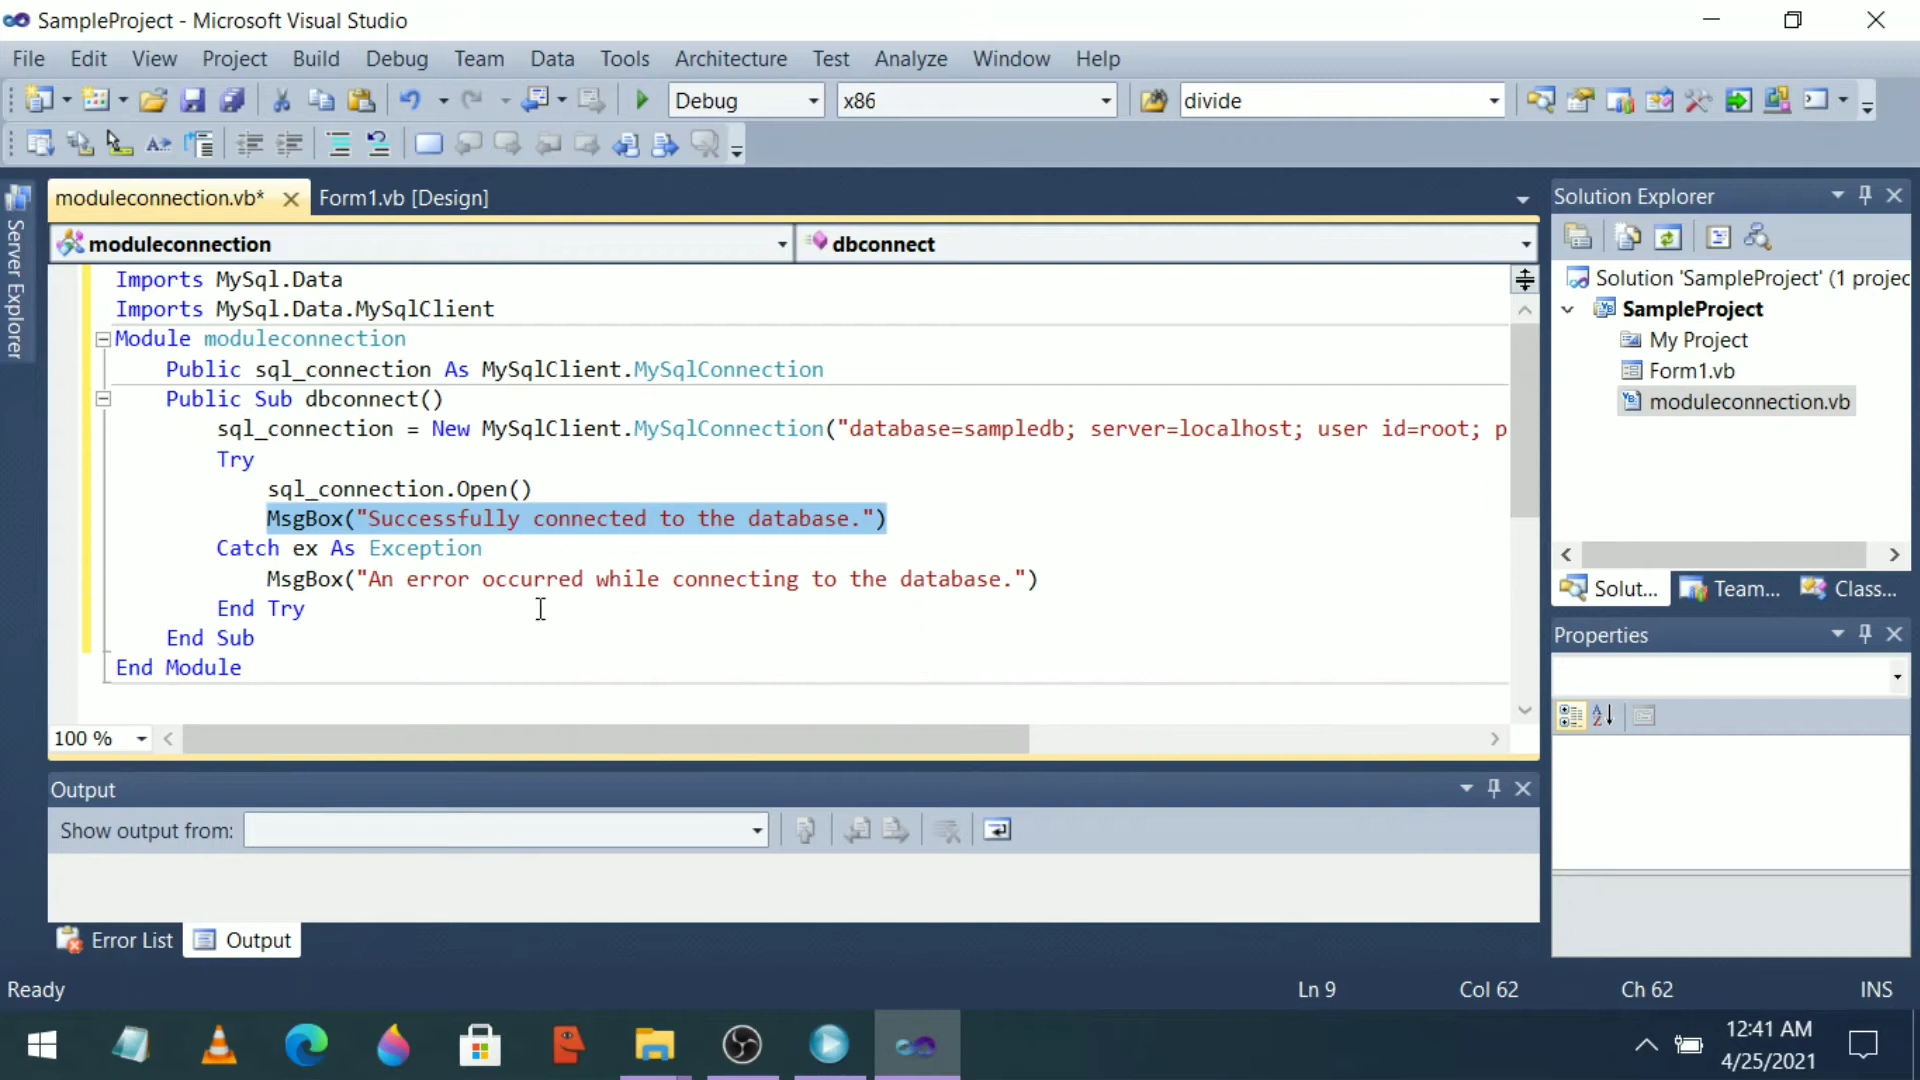 SampleProject - Microsoft Visual Studio
File Edit View Project Build Debug Team Data Tools Architecture Test Analyze Window Help
Debug x86 divide
Server Explorer
moduleconnection.vb* Form1.vb [Design]
moduleconnection dbconnect
Imports MySql.Data
Imports MySql.Data.MySqlClient
Module moduleconnection
Public sql_connection As MySqlClient.MySqlConnection
Public Sub dbconnect()
sql_connection = New MySqlClient.MySqlConnection("database=sampledb; server=localhost; user id=root; p
Try
sql_connection.Open()
MsgBox("Successfully connected to the database.")
Catch ex As Exception
MsgBox("An error occurred while connecting to the database.")
End Try
End Sub
End Module
100 %
Solution Explorer
Solution 'SampleProject' (1 projec
SampleProject
My Project
Form1.vb
moduleconnection.vb
Solut... Team... Class...
Properties
Output
Show output from:
Error List Output
Ready Ln 9 Col 62 Ch 62 INS
12:41 AM
4/25/2021